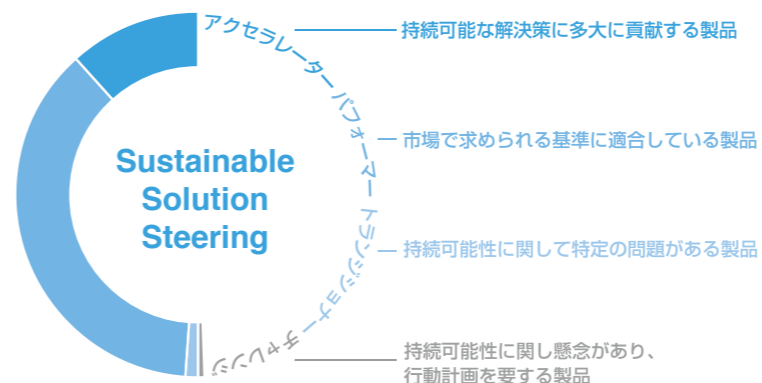 アクセラレーター
持続可能な解決策に多大に貢献する製品
パフォーマー
市場で求められる基準に適合している製品
Sustainable
Solution
Steering
トランジショナー
持続可能性に関して特定の問題がある製品
チャレンジ
持続可能性に関し懸念があり、
行動計画を要する製品